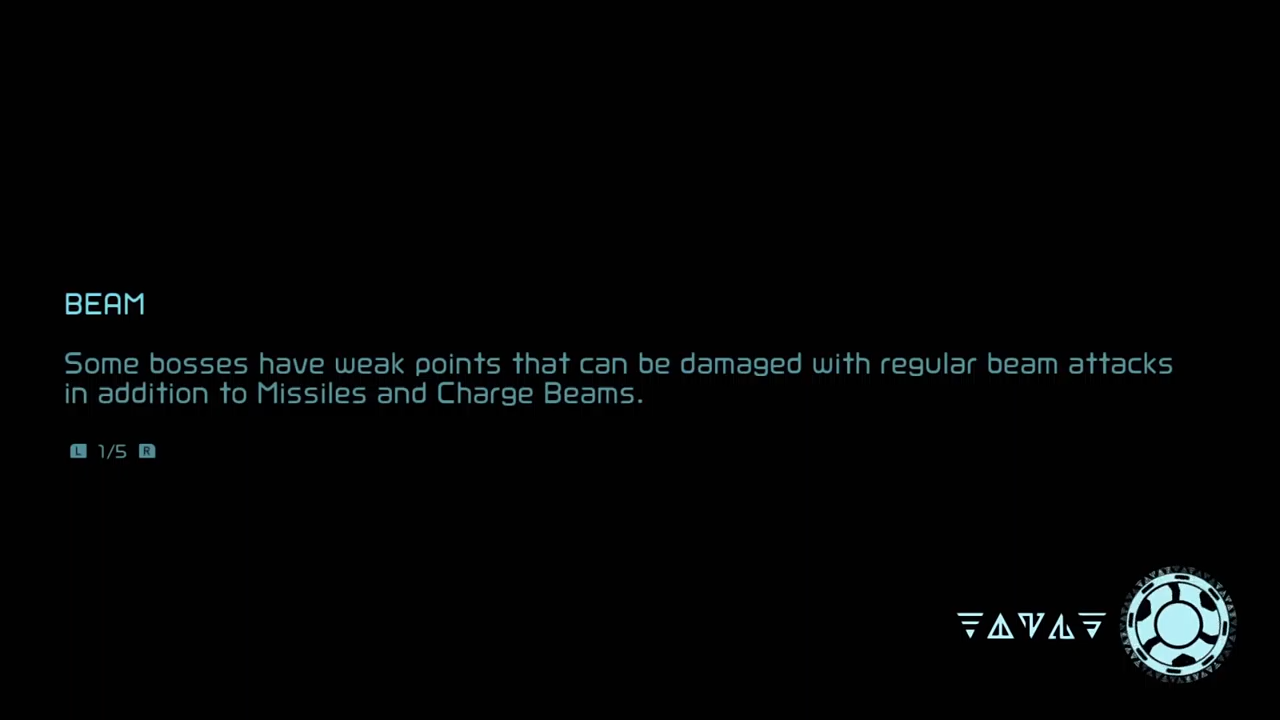 BEAM
Some bosses have weak points that can be damaged with regular beam attacks
in addition to Missiles and Charge Beams.
L 1/5 R